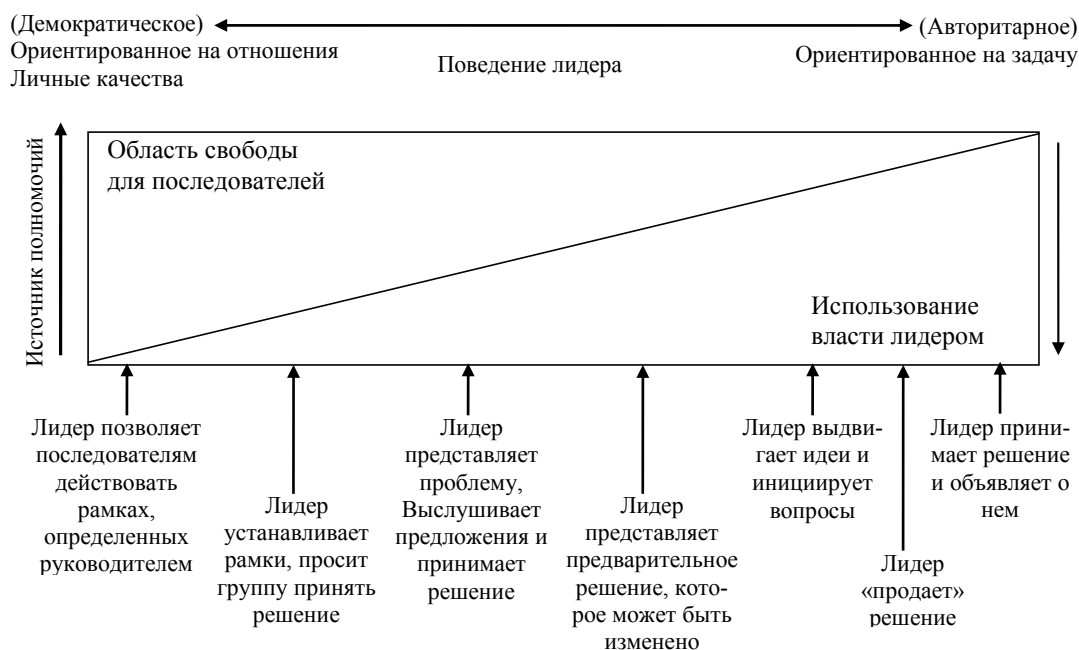 (Демократическое)
Ориентированное на отношения
Личные качества
Поведение лидера
(Авторитарное)
Ориентированное на задачу
Источник полномочий
Область свободы
для последователей
Использование
власти лидером
Лидер позволяет
последователям
действовать
рамках,
определенных
руководителем
Лидер
устанавливает
рамки, просит
группу принять
решение
Лидер
представляет
проблему,
Выслушивает
предложения и
принимает
решение
Лидер
представляет
предварительное
решение, кото-
рое может быть
изменено
Лидер выдви-
гает идеи и
инициирует
вопросы
Лидер
«продает»
решение
Лидер прини-
мает решение
и объявляет о
нем